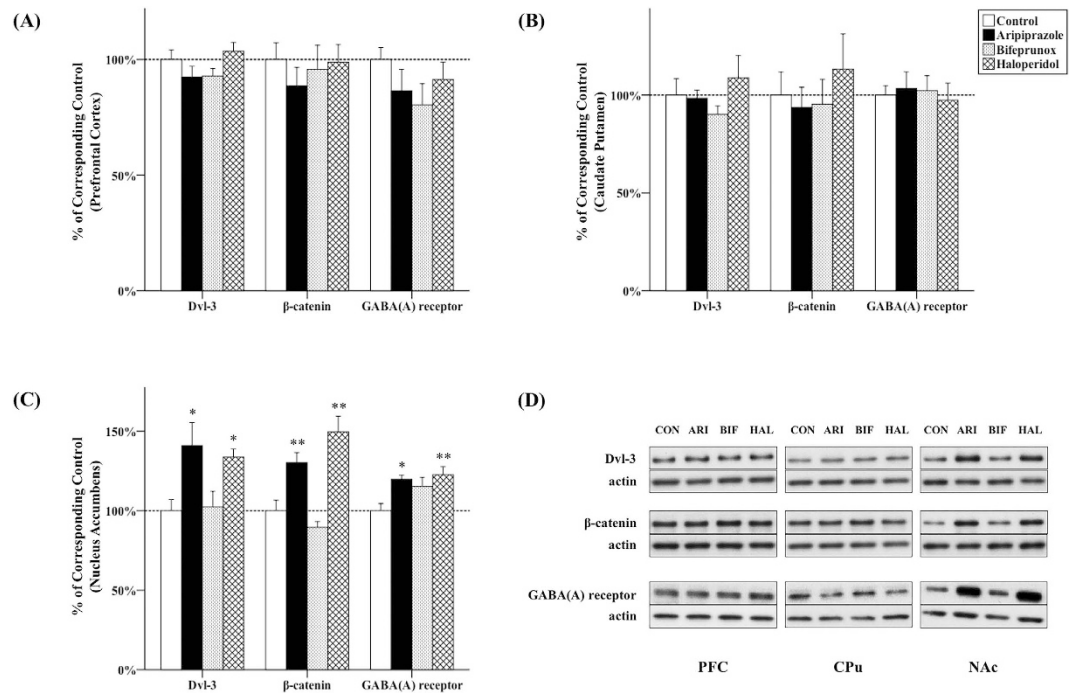 (A)
% of Corresponding Control
(Prefrontal Cortex)
100%
50%
0%
Dvl-3 β-catenin GABA(A) receptor
(B)
% of Corresponding Control
(Caudate Putamen)
100%
50%
0%
Dvl-3 β-catenin GABA(A) receptor
Control
Aripiprazole
Bifeprunox
Haloperidol
(C)
% of Corresponding Control
(Nucleus Accumbens)
150%
100%
50%
0%
* * ** ** * **
Dvl-3 β-catenin GABA(A) receptor
(D)
CON ARI BIF HAL CON ARI BIF HAL CON ARI BIF HAL
Dvl-3
actin
β-catenin
actin
GABA(A) receptor
actin
PFC CPu NAc